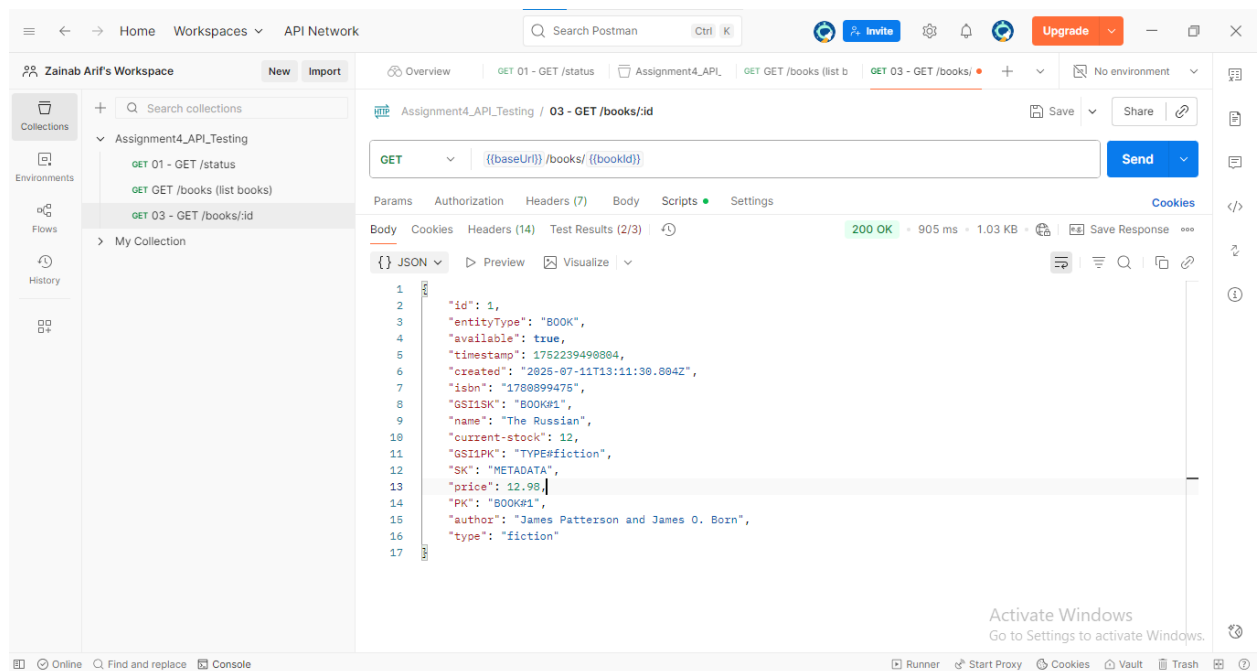 Home Workspaces API Network Search Postman Ctrl K Invite Upgrade
Zainab Arif's Workspace New Import Overview GET 01 - GET /status Assignment4_API_ GET GET /books (list b GET 03 - GET /books/ No environment
Collections
Environments
Flows
History
Search collections
Assignment4_API_Testing
GET 01 - GET /status
GET GET /books (list books)
GET 03 - GET /books/:id
My Collection
HTTP Assignment4_API_Testing / 03 - GET /books/:id Save Share
GET {{baseUrl}} /books/ {{bookId}} Send
Params Authorization Headers (7) Body Scripts Settings Cookies
Body Cookies Headers (14) Test Results (2/3) 200 OK 905 ms 1.03 KB Save Response
{} JSON Preview Visualize
1 {
2 "id": 1,
3 "entityType": "BOOK",
4 "available": true,
5 "timestamp": 1752239490804,
6 "created": "2025-07-11T13:11:30.804Z",
7 "isbn": "1780899475",
8 "GSI1SK": "BOOK#1",
9 "name": "The Russian",
10 "current-stock": 12,
11 "GSI1PK": "TYPE#fiction",
12 "SK": "METADATA",
13 "price": 12.98,
14 "PK": "BOOK#1",
15 "author": "James Patterson and James O. Born",
16 "type": "fiction"
17 }
Activate Windows
Go to Settings to activate Windows.
Online Find and replace Console Runner Start Proxy Cookies Vault Trash